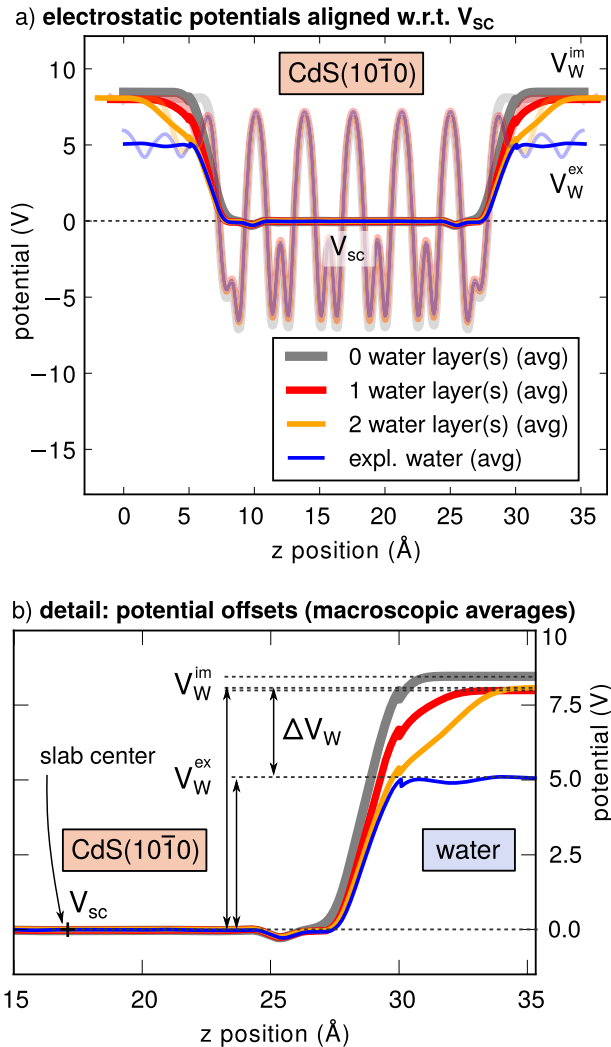 a) electrostatic potentials aligned w.r.t. V_SC
CdS(101̅0)
V_W^im
V_W^ex
V_SC
10
5
0
−5
−10
−15
potential (V)
0 water layer(s) (avg)
1 water layer(s) (avg)
2 water layer(s) (avg)
expl. water (avg)
0 5 10 15 20 25 30 35
z position (Å)
b) detail: potential offsets (macroscopic averages)
V_W^im
ΔV_W
V_W^ex
slab center
CdS(101̅0)
water
V_SC
10
7.5
5.0
2.5
0.0
potential (V)
15 20 25 30 35
z position (Å)